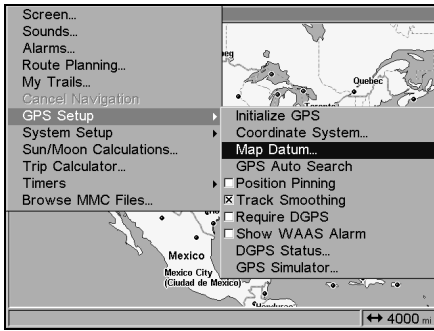 Screen...
Sounds...
Alarms...
Route Planning...
My Trails...
Cancel Navigation
GPS Setup
System Setup
Sun/Moon Calculations...
Trip Calculator...
Timers
Browse MMC Files...
Initialize GPS
Coordinate System...
Map Datum...
GPS Auto Search
Position Pinning
Track Smoothing
Require DGPS
Show WAAS Alarm
DGPS Status...
GPS Simulator...
Quebec
Mexico
Mexico City
(Ciudad de Mexico)
4000 mi